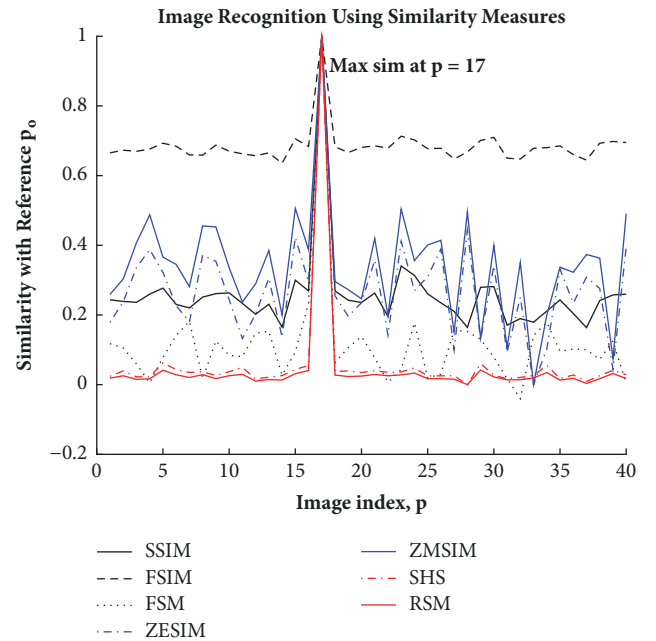 Image Recognition Using Similarity Measures
Max sim at p = 17
Similarity with Reference p_o
1
0.8
0.6
0.4
0.2
0
−0.2
0 5 10 15 20 25 30 35 40
Image index, p
SSIM
FSIM
FSM
ZESIM
ZMSIM
SHS
RSM